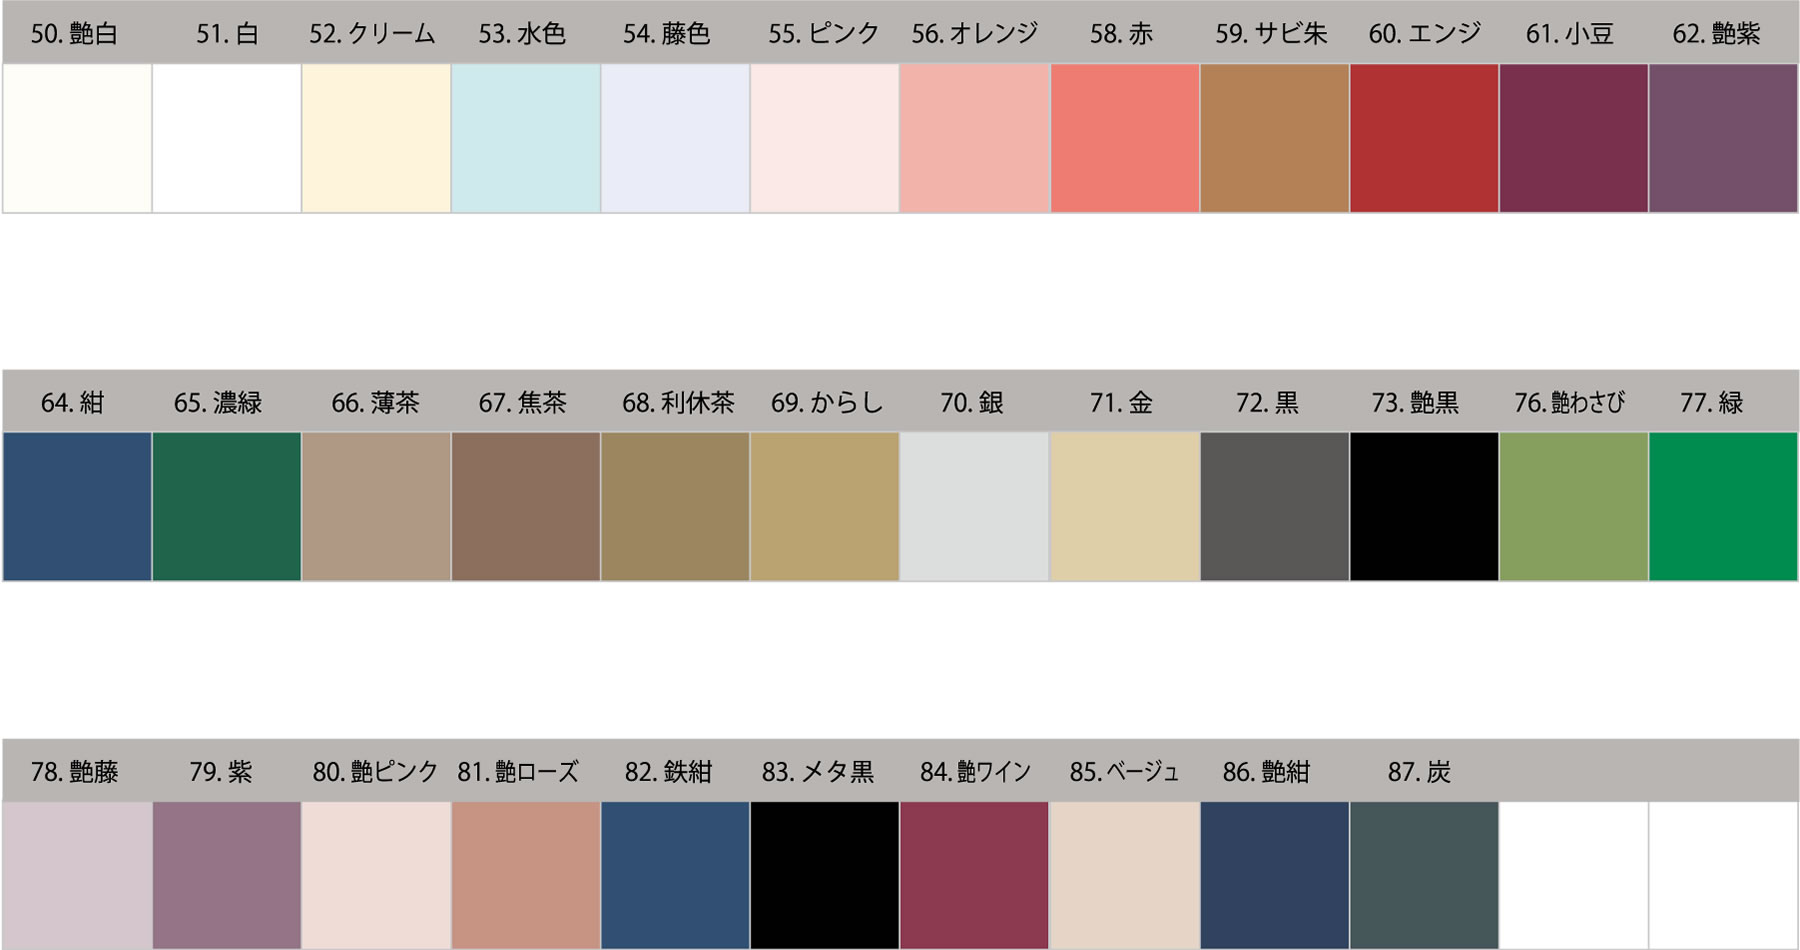 50. 艶白 51. 白 52. クリーム 53. 水色 54. 藤色 55. ピンク 56. オレンジ 58. 赤 59. サビ朱 60. エンジ 61. 小豆 62. 艶紫
64. 紺 65. 濃緑 66. 薄茶 67. 焦茶 68. 利休茶 69. からし 70. 銀 71. 金 72. 黒 73. 艶黒 76. 艶わさび 77. 緑
78. 艶藤 79. 紫 80. 艶ピンク 81. 艶ローズ 82. 鉄紺 83. メタ黒 84. 艶ワイン 85. ベージュ 86. 艶紺 87. 炭